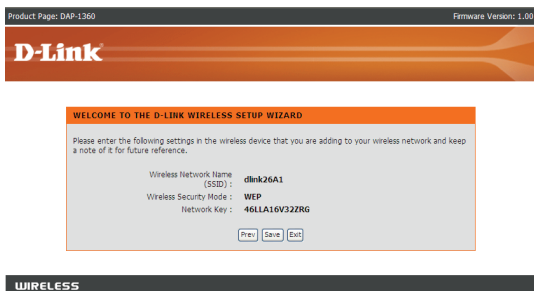 Product Page: DAP-1360 Firmware Version: 1.00
D-Link
WELCOME TO THE D-LINK WIRELESS SETUP WIZARD
Please enter the following settings in the wireless device that you are adding to your wireless network and keep
a note of it for future reference.
Wireless Network Name
(SSID) : dlink26A1
Wireless Security Mode : WEP
Network Key : 46LLA16V32ZRG
Prev Save Exit
WIRELESS